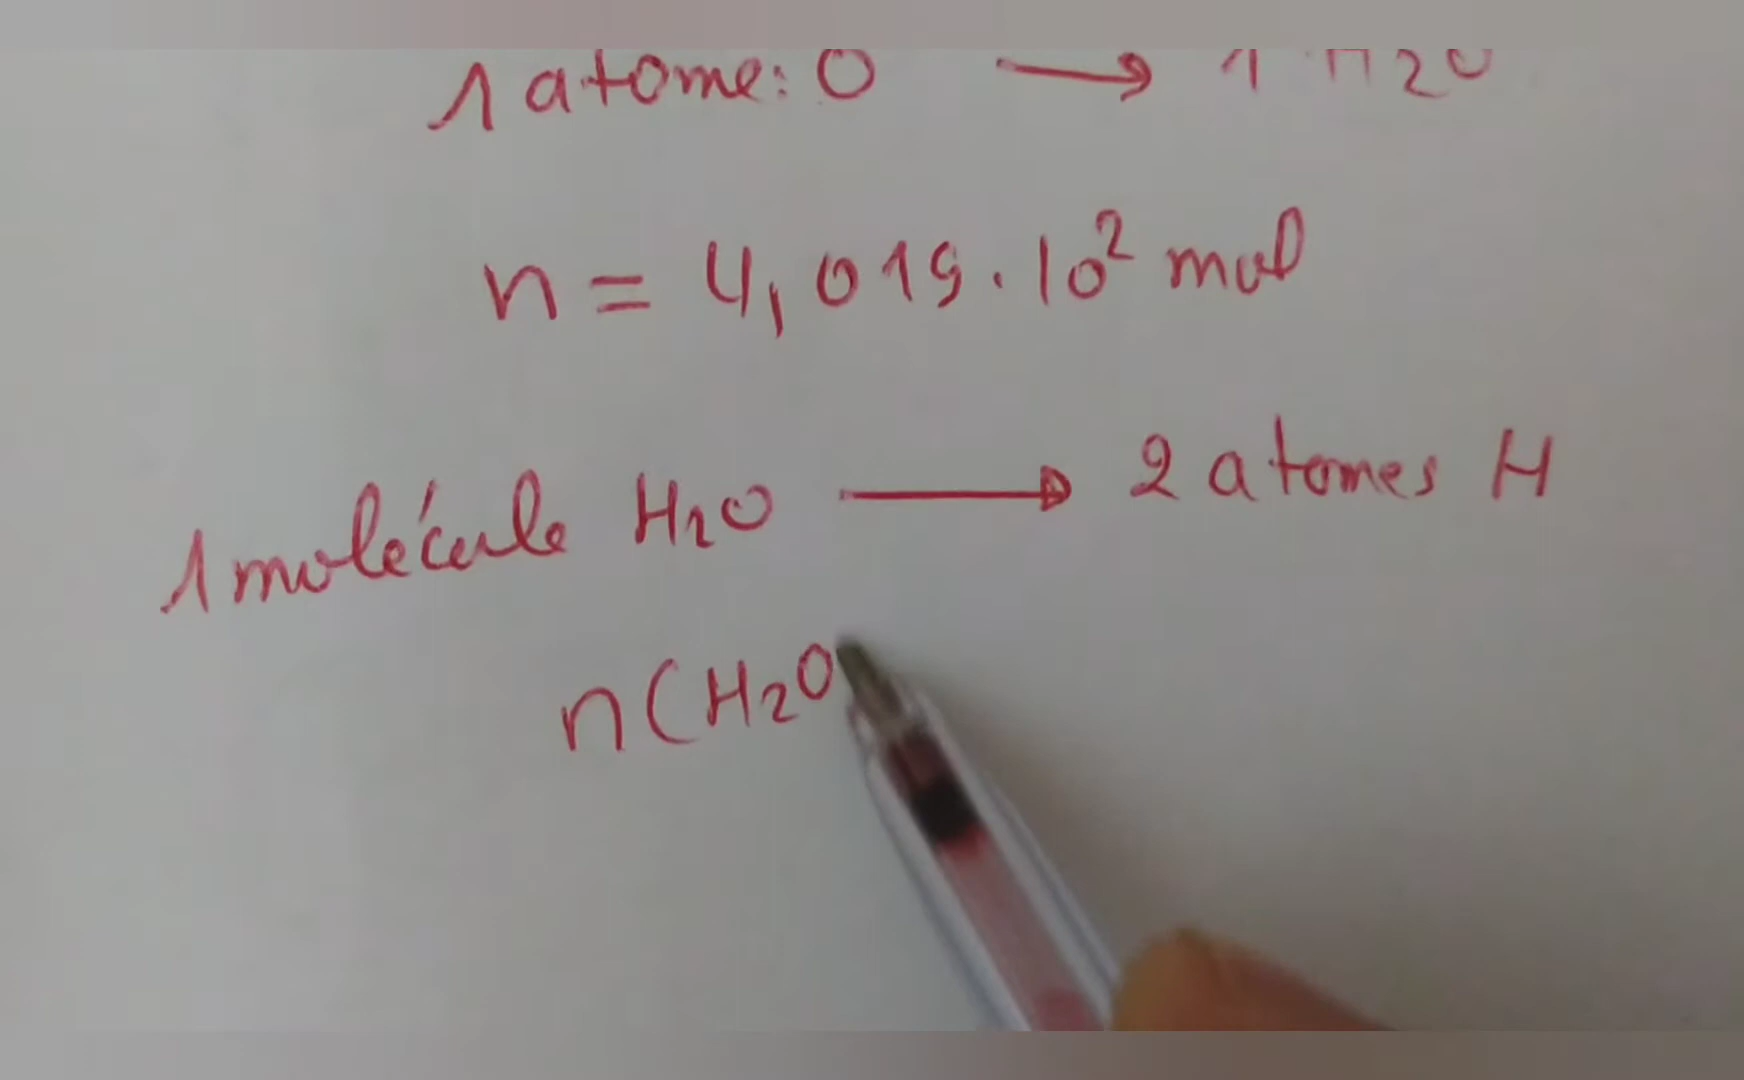 1 atome: O → 1 H2O
n = 4,019.10² mol
1 molécule H2O → 2 atomes H
n(H2O